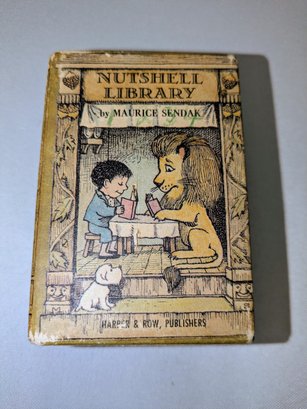 NUTSHELL
LIBRARY
by MAURICE SENDAK
HARPER & ROW, PUBLISHERS